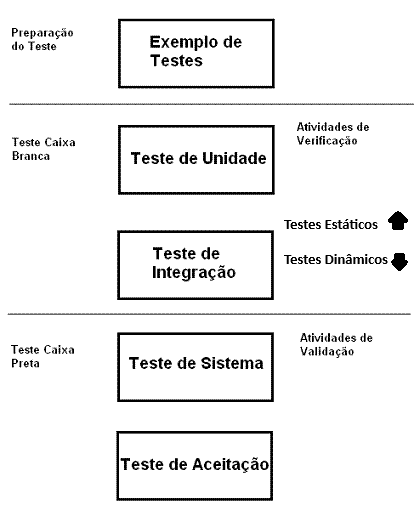 Preparação
do Teste
Exemplo de
Testes
Teste Caixa
Branca
Teste de Unidade
Atividades de
Verificação
Testes Estáticos
Teste de
Integração
Testes Dinâmicos
Teste Caixa
Preta
Teste de Sistema
Atividades de
Validação
Teste de Aceitação